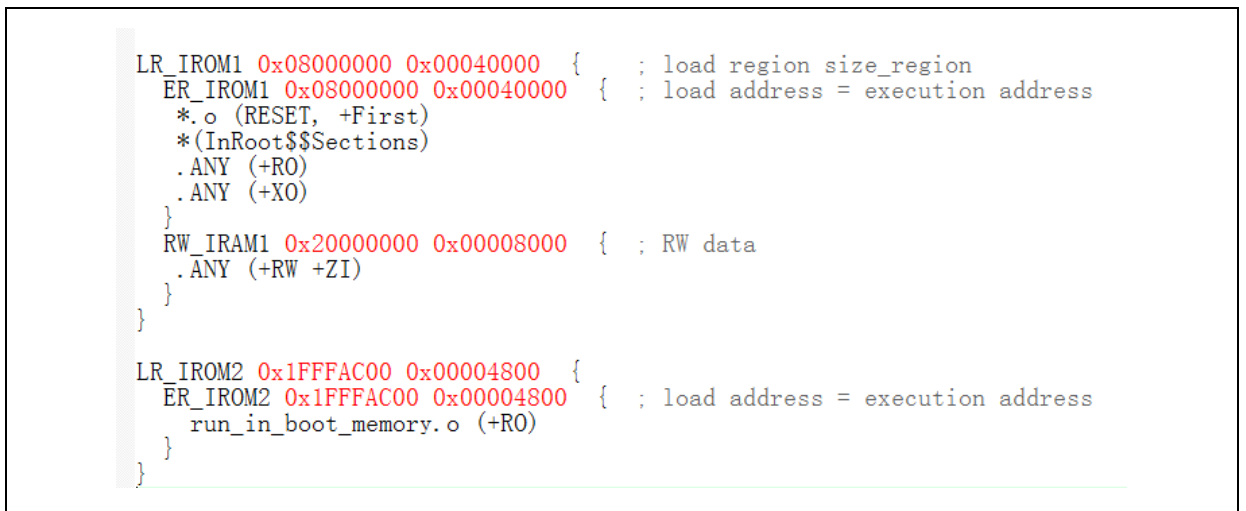 LR_IROM1 0x08000000 0x00040000  {    ; load region size_region
  ER_IROM1 0x08000000 0x00040000  {  ; load address = execution address
   *.o (RESET, +First)
   *(InRoot$$Sections)
   .ANY (+RO)
   .ANY (+XO)
  }
  RW_IRAM1 0x20000000 0x00008000  {  ; RW data
   .ANY (+RW +ZI)
  }
}

LR_IROM2 0x1FFFAC00 0x00004800  {
  ER_IROM2 0x1FFFAC00 0x00004800  {  ; load address = execution address
    run_in_boot_memory.o (+RO)
  }
}